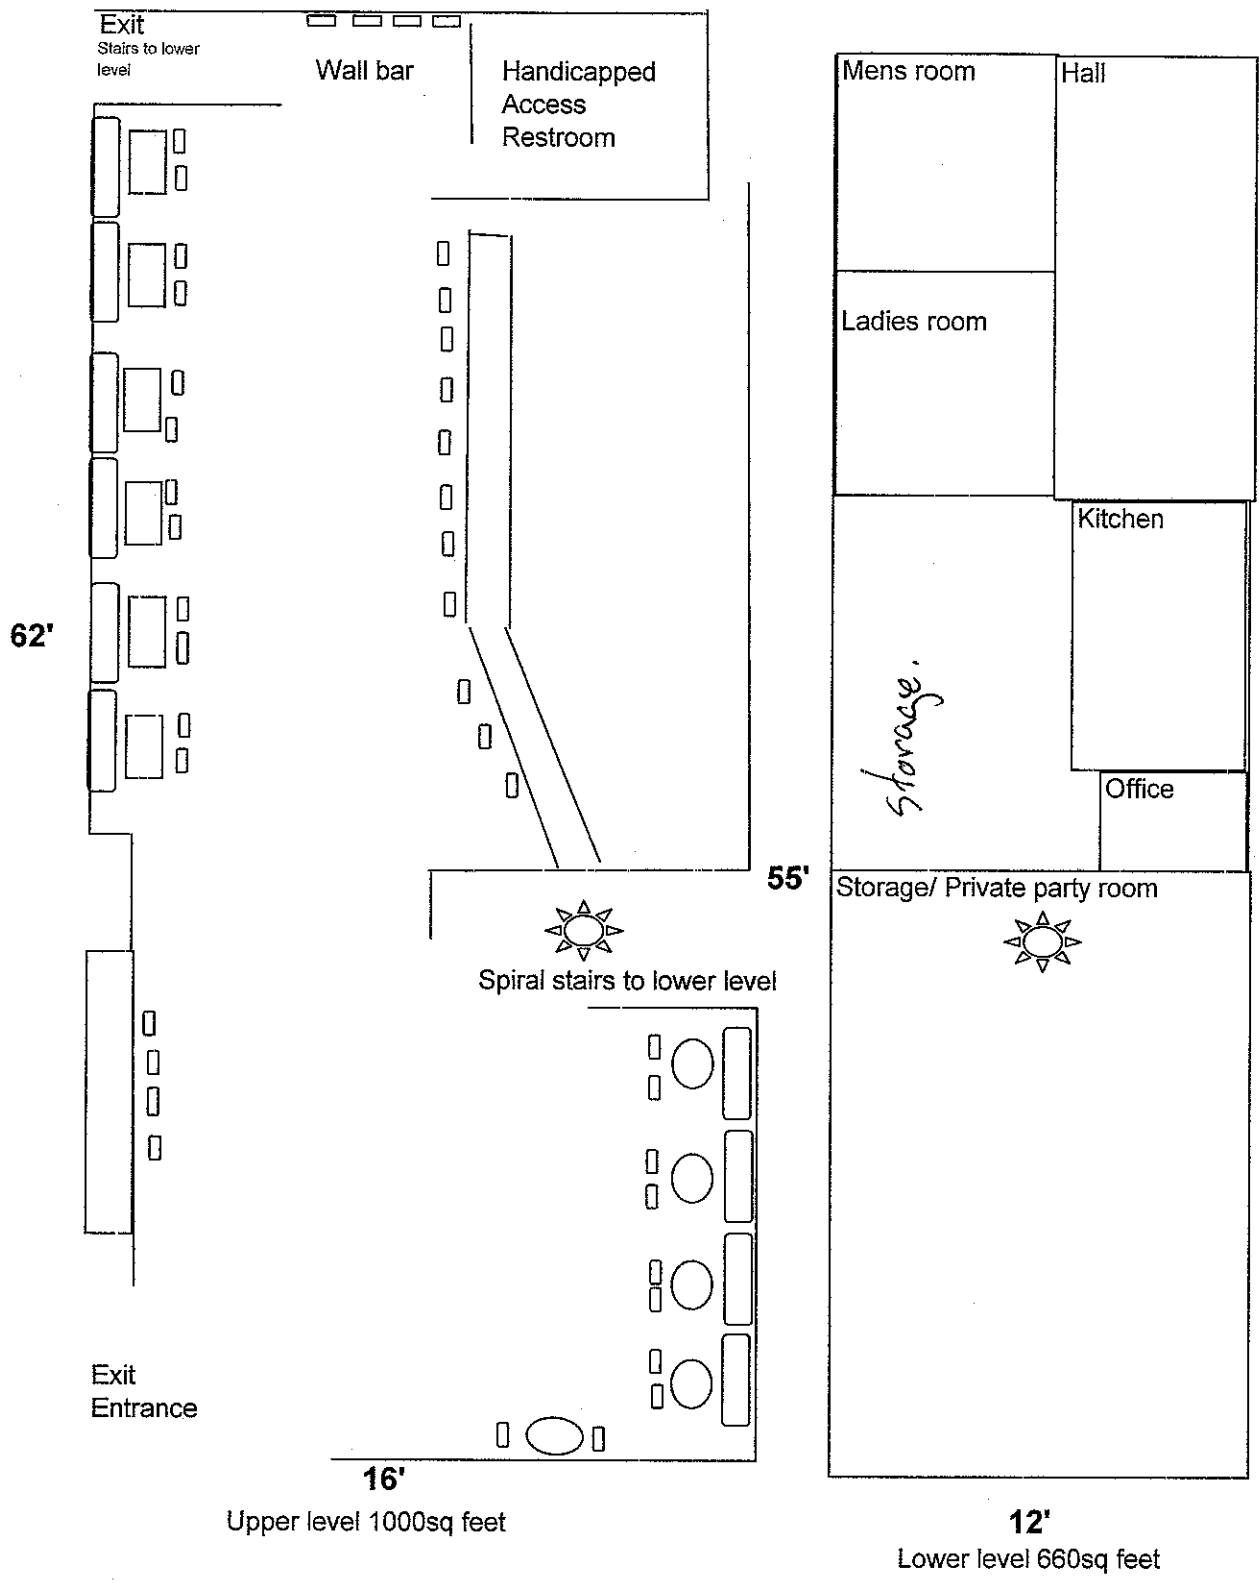 Exit
Stairs to lower
level
Wall bar
Handicapped
Access
Restroom
Mens room
Hall
Ladies room
Kitchen
62'
Storage.
Office
55'
Storage/ Private party room
Spiral stairs to lower level
Exit
Entrance
16'
Upper level 1000sq feet
12'
Lower level 660sq feet